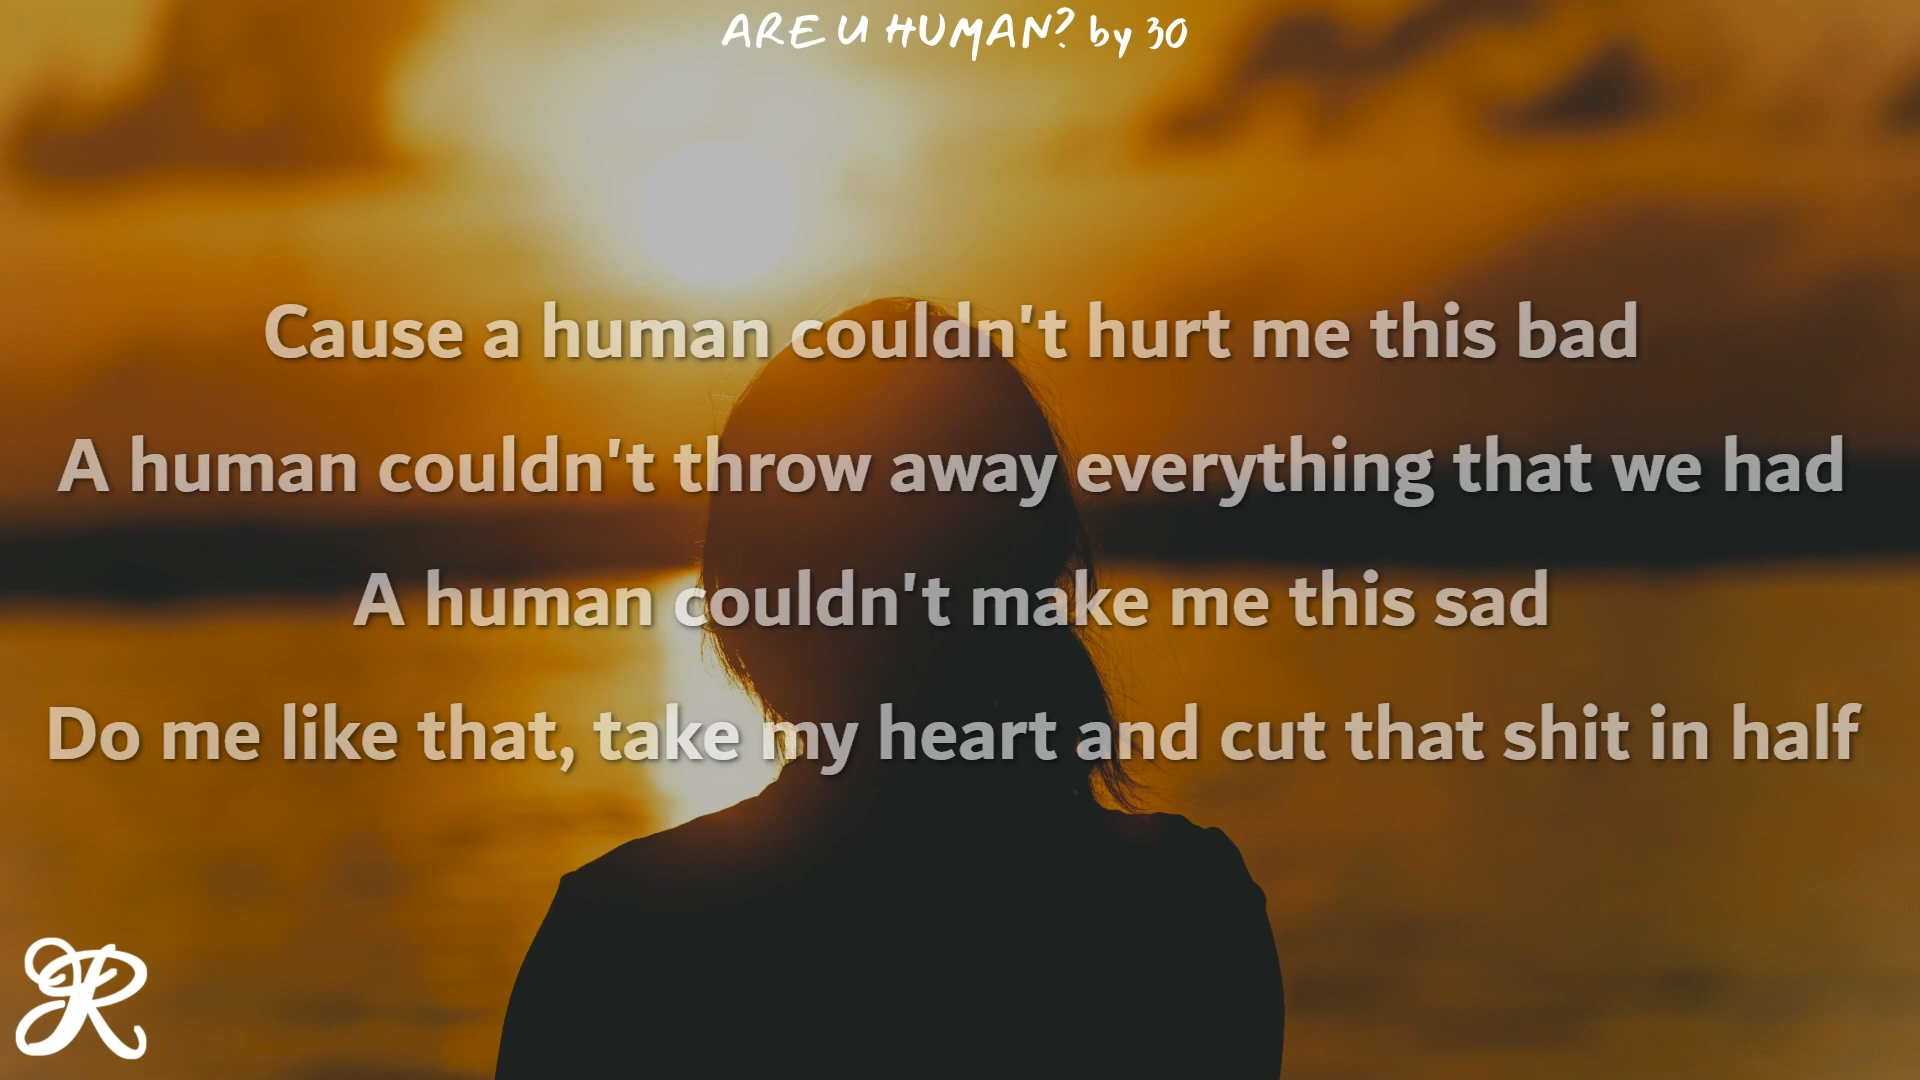 ARE U HUMAN? by 30
Cause a human couldn't hurt me this bad
A human couldn't throw away everything that we had
A human couldn't make me this sad
Do me like that, take my heart and cut that shit in half
R